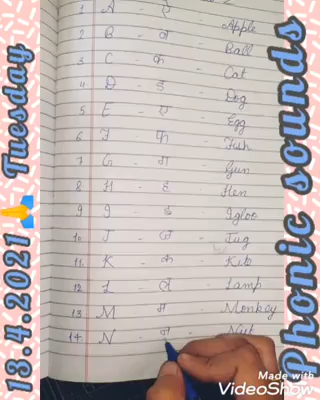 1 A - ऐ - Apple
2 B - ब - Ball
3 C - क - Cat
4 D - ड - Dog
5 E - ए - Egg
6 F - फ - Fish
7 G - ग - Gun
8 H - ह - Hen
9 I - इ - Igloo
10. J - ज - Jug
11. K - क - Kite
12 L - ल - Lamp
13 M - म - Monkey
14. N - न - Nut
13.4.2021 🙏 Tuesday
Phonic sounds
Made with
VideoShow